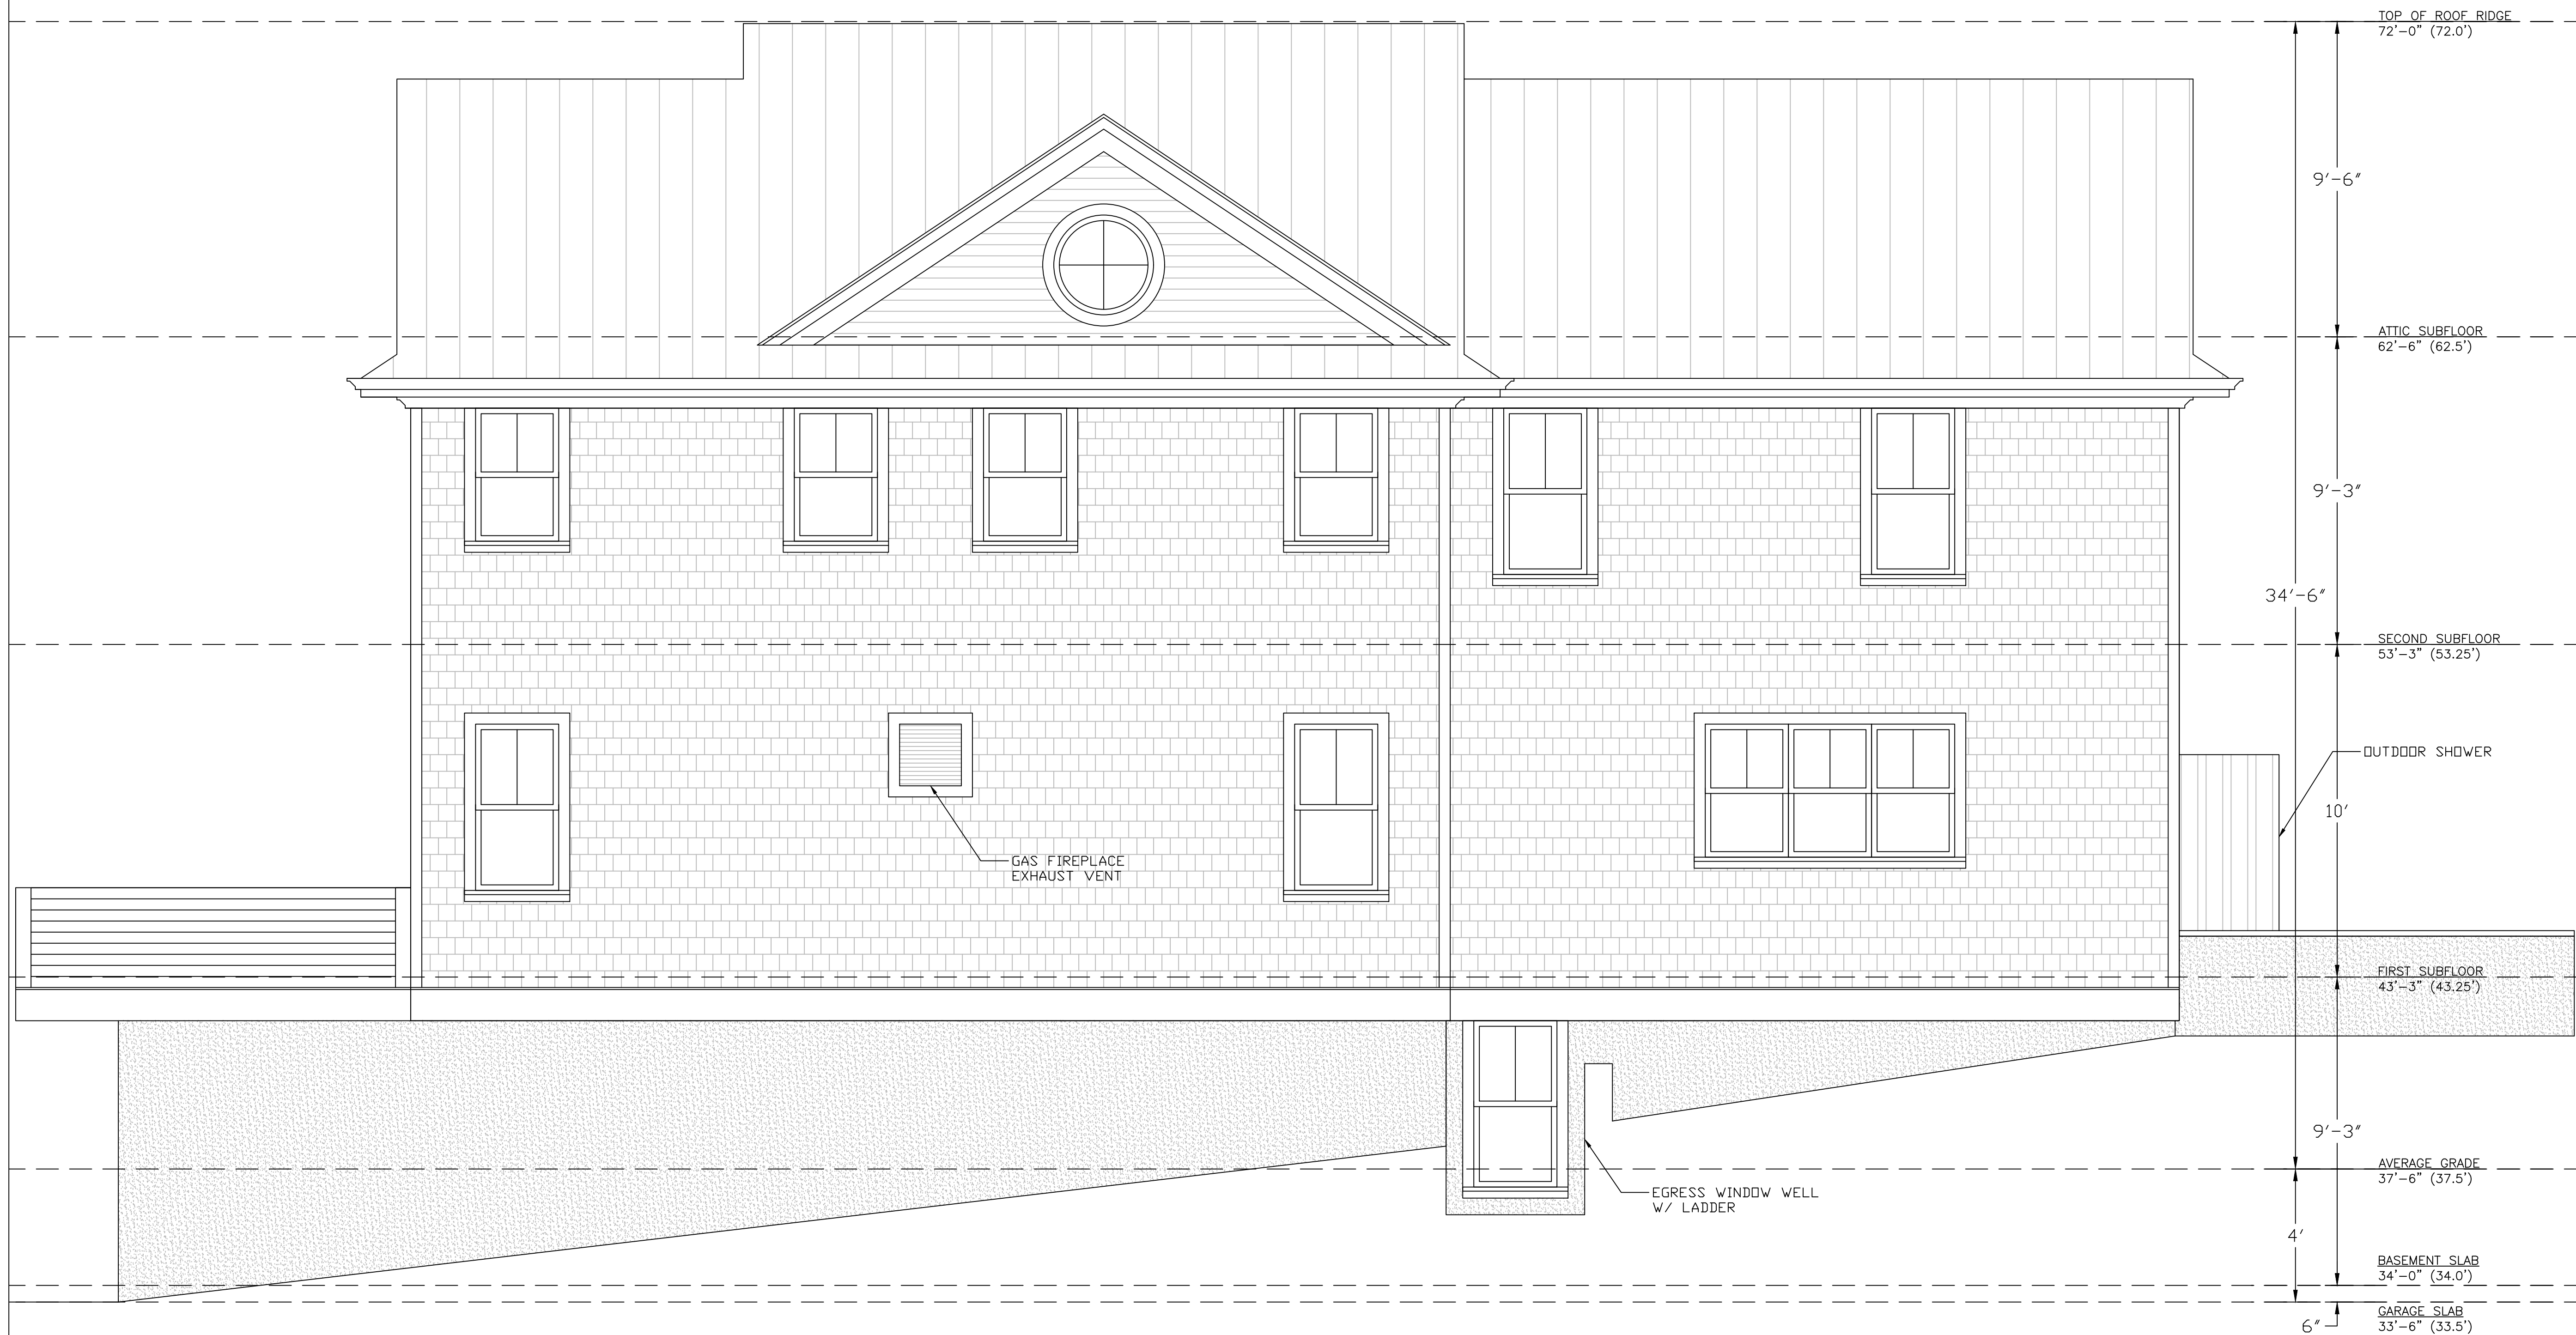 TOP OF ROOF RIDGE
72'-0" (72.0')
9'-6"
ATTIC SUBFLOOR
62'-6" (62.5')
9'-3"
34'-6"
SECOND SUBFLOOR
53'-3" (53.25')
OUTDOOR SHOWER
10'
GAS FIREPLACE
EXHAUST VENT
FIRST SUBFLOOR
43'-3" (43.25')
9'-3"
AVERAGE GRADE
37'-6" (37.5')
EGRESS WINDOW WELL
W/ LADDER
4'
BASEMENT SLAB
34'-0" (34.0')
GARAGE SLAB
33'-6" (33.5')
6"